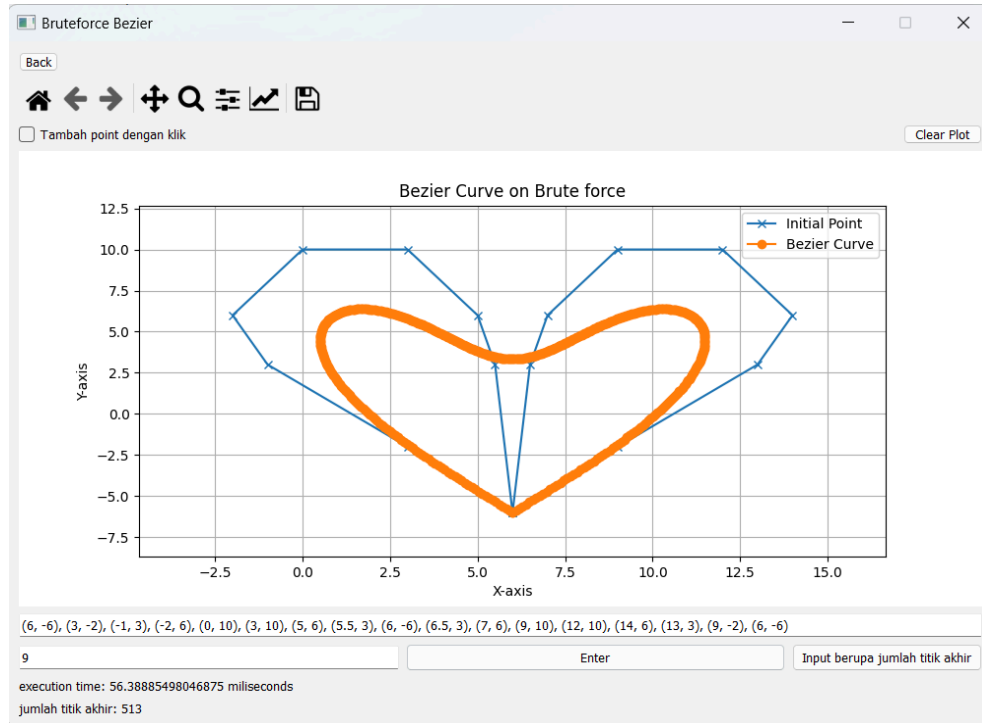 Bruteforce Bezier
Back
Tambah point dengan klik
Clear Plot
Bezier Curve on Brute force
Initial Point
Bezier Curve
12.5
10.0
7.5
5.0
2.5
0.0
−2.5
−5.0
−7.5
Y-axis
−2.5 0.0 2.5 5.0 7.5 10.0 12.5 15.0
X-axis
(6, -6), (3, -2), (-1, 3), (-2, 6), (0, 10), (3, 10), (5, 6), (5.5, 3), (6, -6), (6.5, 3), (7, 6), (9, 10), (12, 10), (14, 6), (13, 3), (9, -2), (6, -6)
9
Enter
Input berupa jumlah titik akhir
execution time: 56.38885498046875 miliseconds
jumlah titik akhir: 513